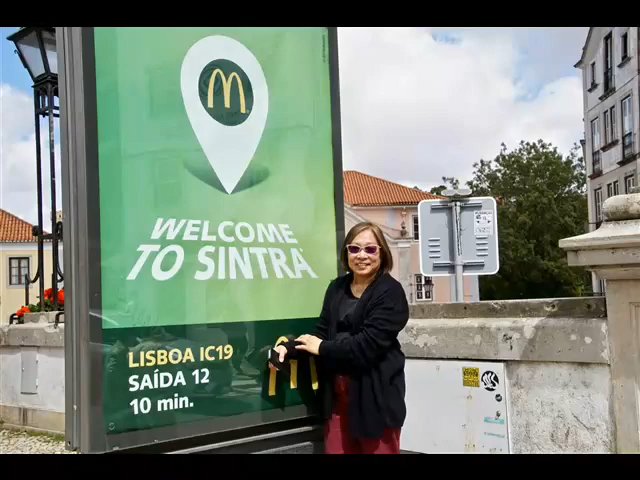 WELCOME
TO SINTRA
LISBOA IC19
SAÍDA 12
10 min.